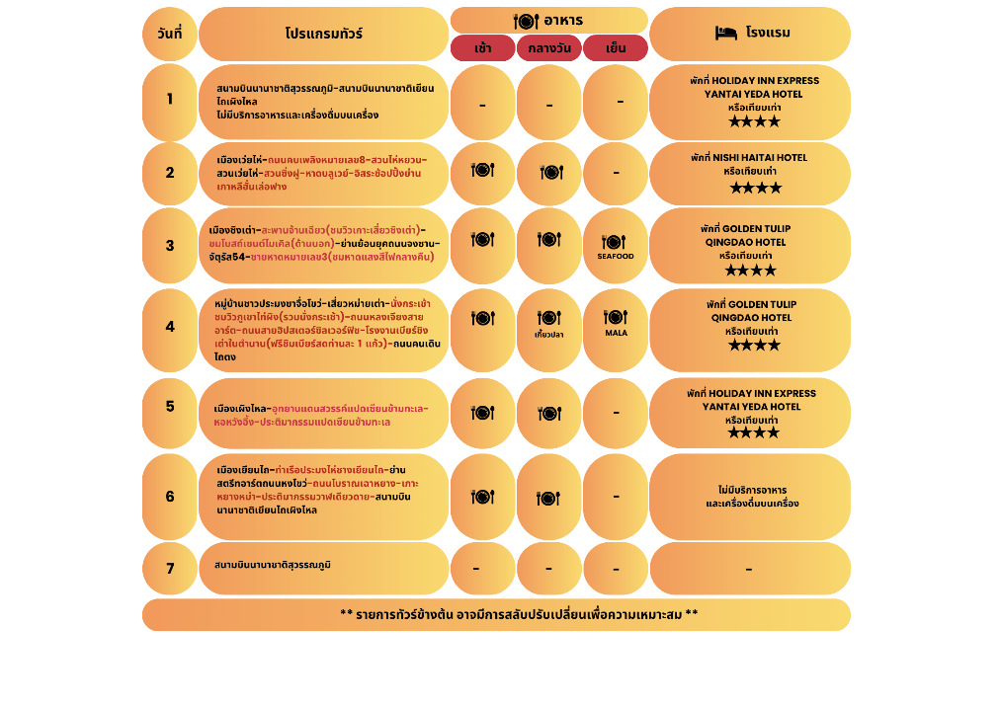 วันที่
โปรแกรมทัวร์
อาหาร
เช้า
กลางวัน
เย็น
โรงแรม
1
สนามบินนานาชาติสุวรรณภูมิ-สนามบินนานาชาติเยียน
ไถเผิงไหล
ไม่มีบริการอาหารและเครื่องดื่มบนเครื่อง
-
-
-
พักที่ HOLIDAY INN EXPRESS
YANTAI YEDA HOTEL
หรือเทียบเท่า
★★★★
2
เมืองเว่ยไห่-ถนนคบเพลิงหมายเลข8-สวนไห่หยวน-
สวนเว่ยไห่-สวนซิ่งฝู-หาดบลูเวย์-อิสระช้อปปิ้งย่าน
เกาหลีฮั่นเล่อฟาง
-
พักที่ NISHI HAITAI HOTEL
หรือเทียบเท่า
★★★★
3
เมืองชิงเต่า-สะพานจ้านเฉียว(ชมวิวเกาะเสี่ยวชิงเต่า)-
ชมโบสถ์เซนต์ไมเคิล(ด้านนอก)-ย่านย้อนยุคถนนจงซาน-
จัตุรัส54-ชายหาดหมายเลข3(ชมหาดแสงสีไฟกลางคืน)
SEAFOOD
พักที่ GOLDEN TULIP
QINGDAO HOTEL
หรือเทียบเท่า
★★★★
4
หมู่บ้านชาวประมงซาจื่อโขว่-เสี่ยวหม่ายเต่า-นั่งกระเช้า
ชมวิวภูเขาไท่ผิง(รวมนั่งกระเช้า)-ถนนหลงเจียงสาย
อาร์ต-ถนนสายฮิปสเตอร์ซิลเวอร์ฟิช-โรงงานเบียร์ชิง
เต่าในตำนาน(ฟรีชิมเบียร์สดท่านละ 1 แก้ว)-ถนนคนเดิน
ไถตง
เกี๊ยวปลา
MALA
พักที่ GOLDEN TULIP
QINGDAO HOTEL
หรือเทียบเท่า
★★★★
5
เมืองเผิงไหล-อุทยานแดนสวรรค์แปดเซียนข้ามทะเล-
หอหวังอิ๋ง-ประติมากรรมแปดเซียนข้ามทะเล
-
พักที่ HOLIDAY INN EXPRESS
YANTAI YEDA HOTEL
หรือเทียบเท่า
★★★★
6
เมืองเยียนไถ-ท่าเรือประมงไห่ชางเยียนไถ-ย่าน
สตรีทอาร์ตถนนหงโขว่-ถนนโบราณเฉาหยาง-เกาะ
หยางหม่า-ประติมากรรมวาฬเดียวดาย-สนามบิน
นานาชาติเยียนไถเผิงไหล
-
ไม่มีบริการอาหาร
และเครื่องดื่มบนเครื่อง
7
สนามบินนานาชาติสุวรรณภูมิ
-
-
-
-
** รายการทัวร์ข้างต้น อาจมีการสลับปรับเปลี่ยนเพื่อความเหมาะสม **